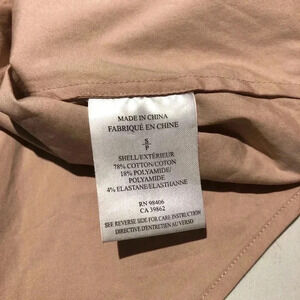 MADE IN CHINA
FABRIQUÉ EN CHINE
S
P
SHELL/EXTÉRIEUR
78% COTTON/COTON
18% POLYAMIDE/
POLYAMIDE
4% ELASTANE/ELASTHANNE
RN 98406
CA 39862
SEE REVERSE SIDE FOR CARE INSTRUCTION
DIRECTIVE D'ENTRETIEN AU VERSO